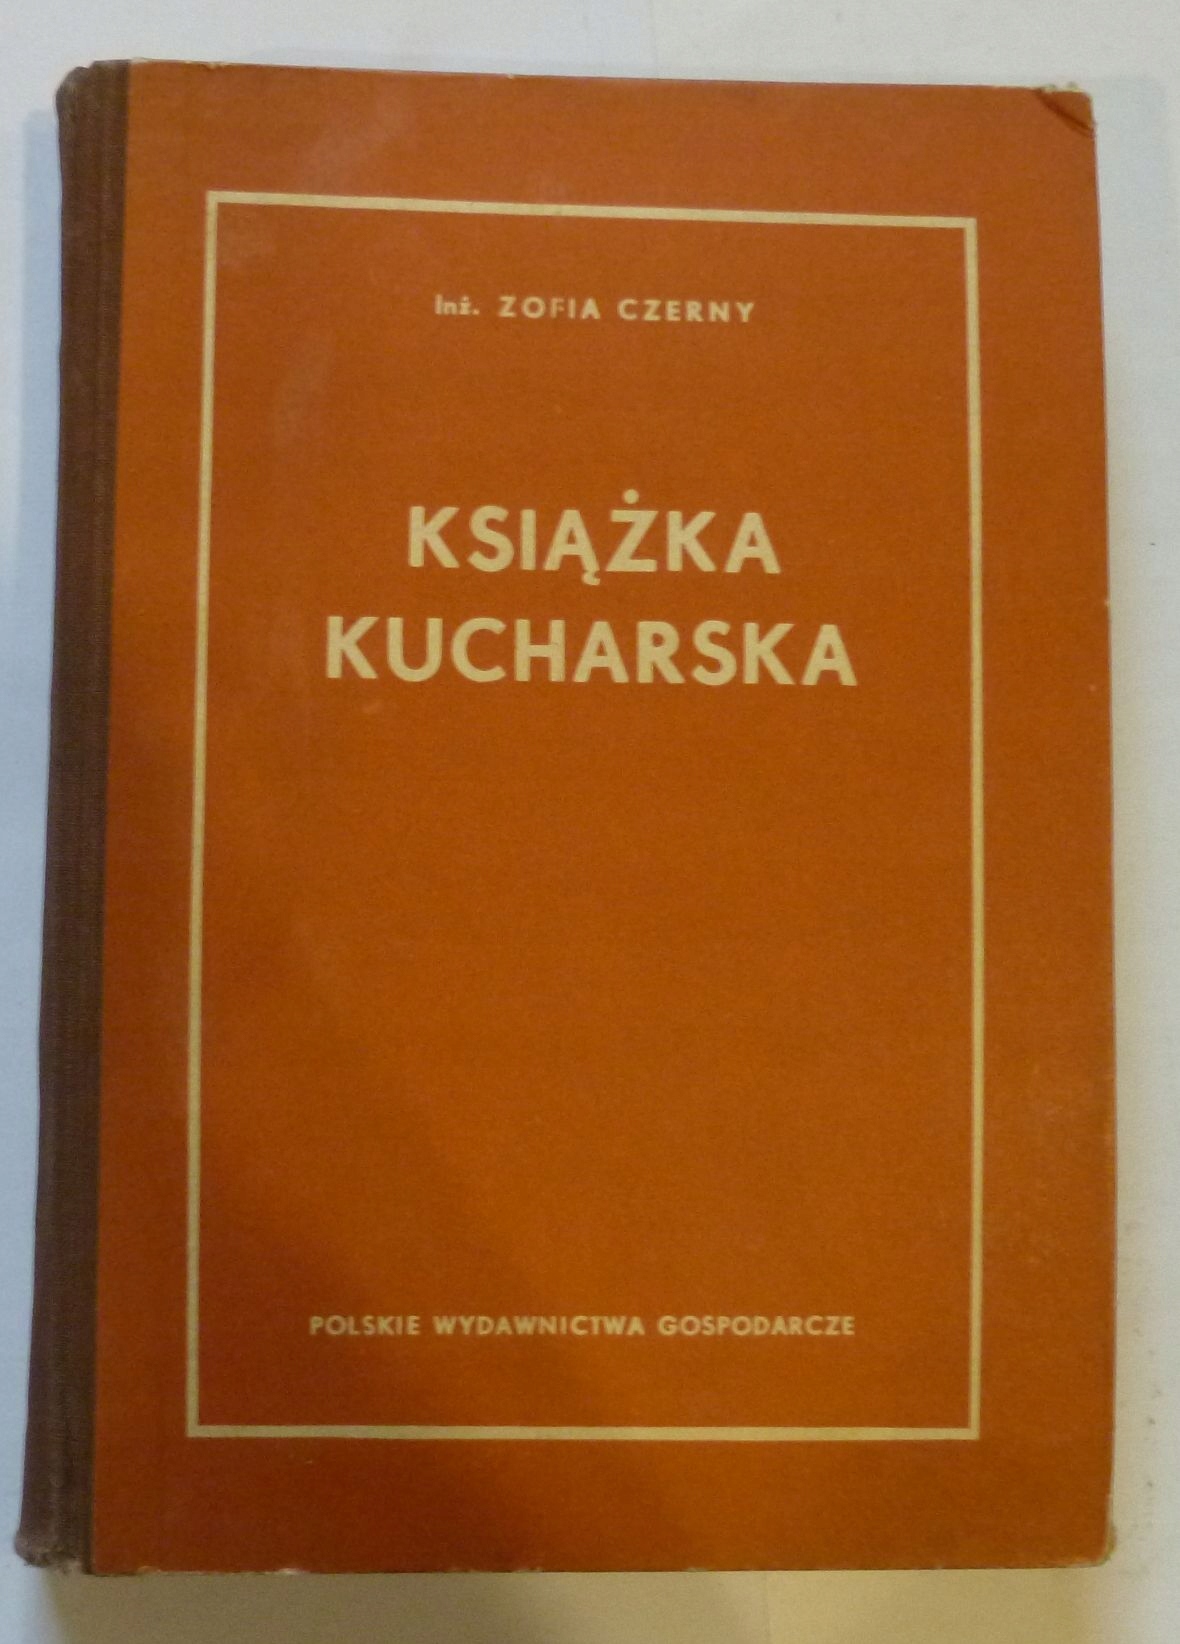 Inż. ZOFIA CZERNY
KSIĄŻKA
KUCHARSKA
POLSKIE WYDAWNICTWA GOSPODARCZE